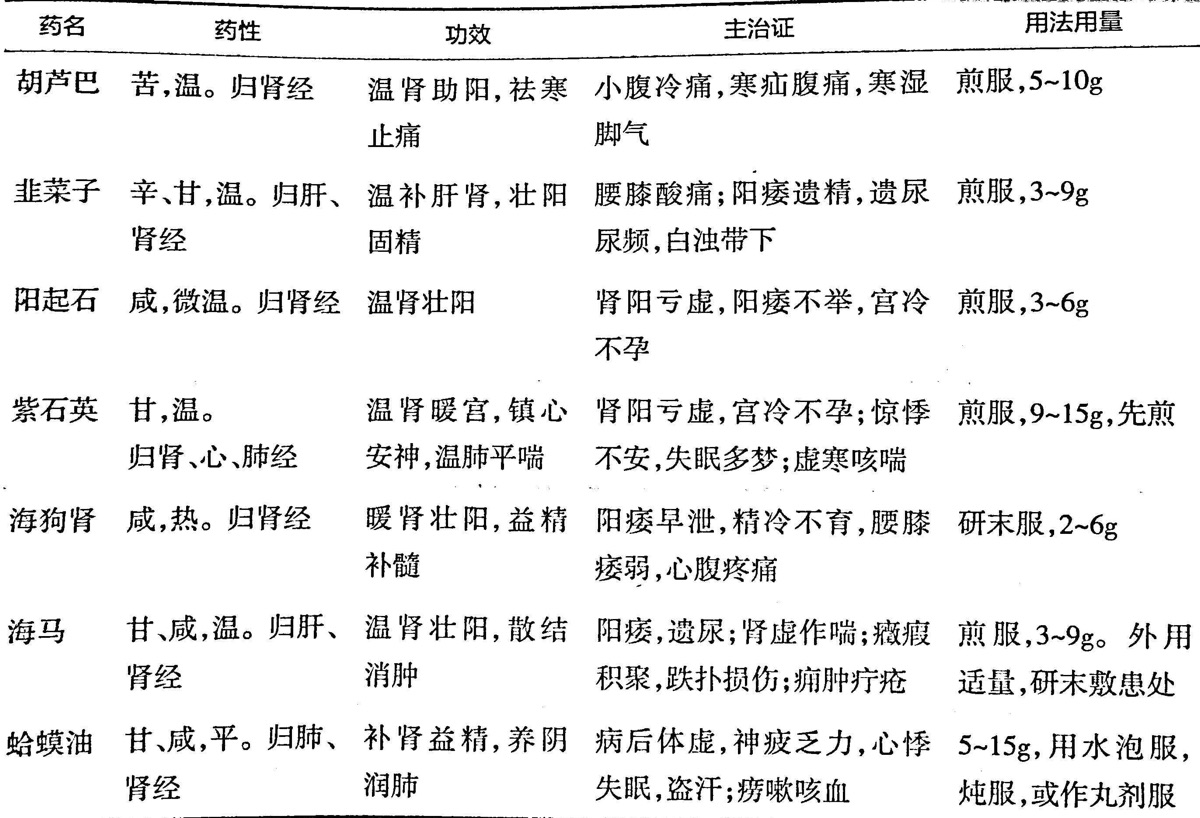 药名 药性 功效 主治证 用法用量
胡芦巴 苦,温。归肾经 温肾助阳,祛寒 小腹冷痛,寒疝腹痛,寒湿 煎服,5~10g
止痛 脚气
韭菜子 辛、甘,温。归肝、 温补肝肾,壮阳 腰膝酸痛;阳痿遗精,遗尿 煎服,3~9g
肾经 固精 尿频,白浊带下
阳起石 咸,微温。归肾经 温肾壮阳 肾阳亏虚,阳痿不举,宫冷 煎服,3~6g
不孕
紫石英 甘,温。 温肾暖宫,镇心 肾阳亏虚,宫冷不孕;惊悸 煎服,9~15g,先煎
归肾、心、肺经 安神,温肺平喘 不安,失眠多梦;虚寒咳喘
海狗肾 咸,热。归肾经 暖肾壮阳,益精 阳痿早泄,精冷不育,腰膝 研末服,2~6g
补髓 痿弱,心腹疼痛
海马 甘、咸,温。归肝、 温肾壮阳,散结 阳痿,遗尿;肾虚作喘;癥瘕 煎服,3~9g。外用
肾经 消肿 积聚,跌扑损伤;痈肿疔疮 适量,研末敷患处
蛤蟆油 甘、咸,平。归肺、 补肾益精,养阴 病后体虚,神疲乏力,心悸 5~15g,用水泡服,
肾经 润肺 失眠,盗汗;痨嗽咳血 炖服,或作丸剂服